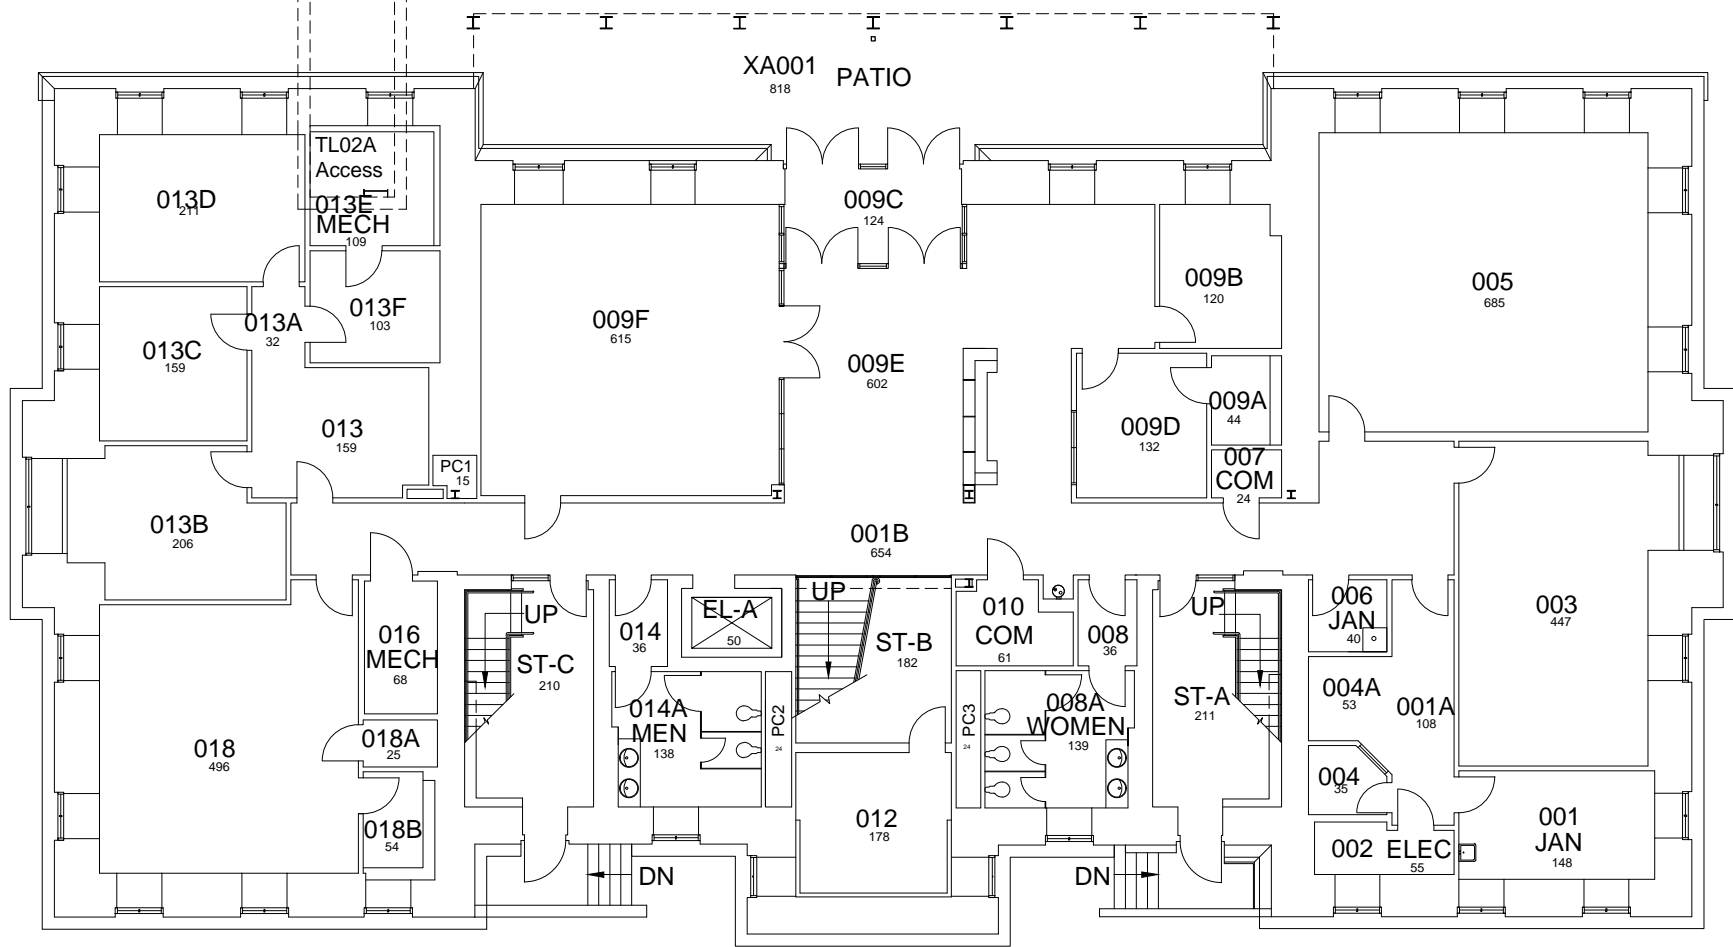 XA001 PATIO
818
TL02A
Access
013D
211
013E
MECH
109
009C
124
009B
120
005
685
013A
32
013F
103
013C
159
009F
615
009E
602
009A
44
009D
132
013
159
PC1
15
007
COM
24
013B
206
001B
654
UP
UP
UP
EL-A
50
014
36
016
MECH
68
ST-C
210
ST-B
182
010
COM
61
008
36
006
JAN
40
003
447
ST-A
211
004A
53
001A
108
014A
MEN
138
PC2
24
PC3
24
008A
WOMEN
139
018
496
018A
25
018B
54
004
35
012
178
001
JAN
148
002 ELEC
55
DN
DN